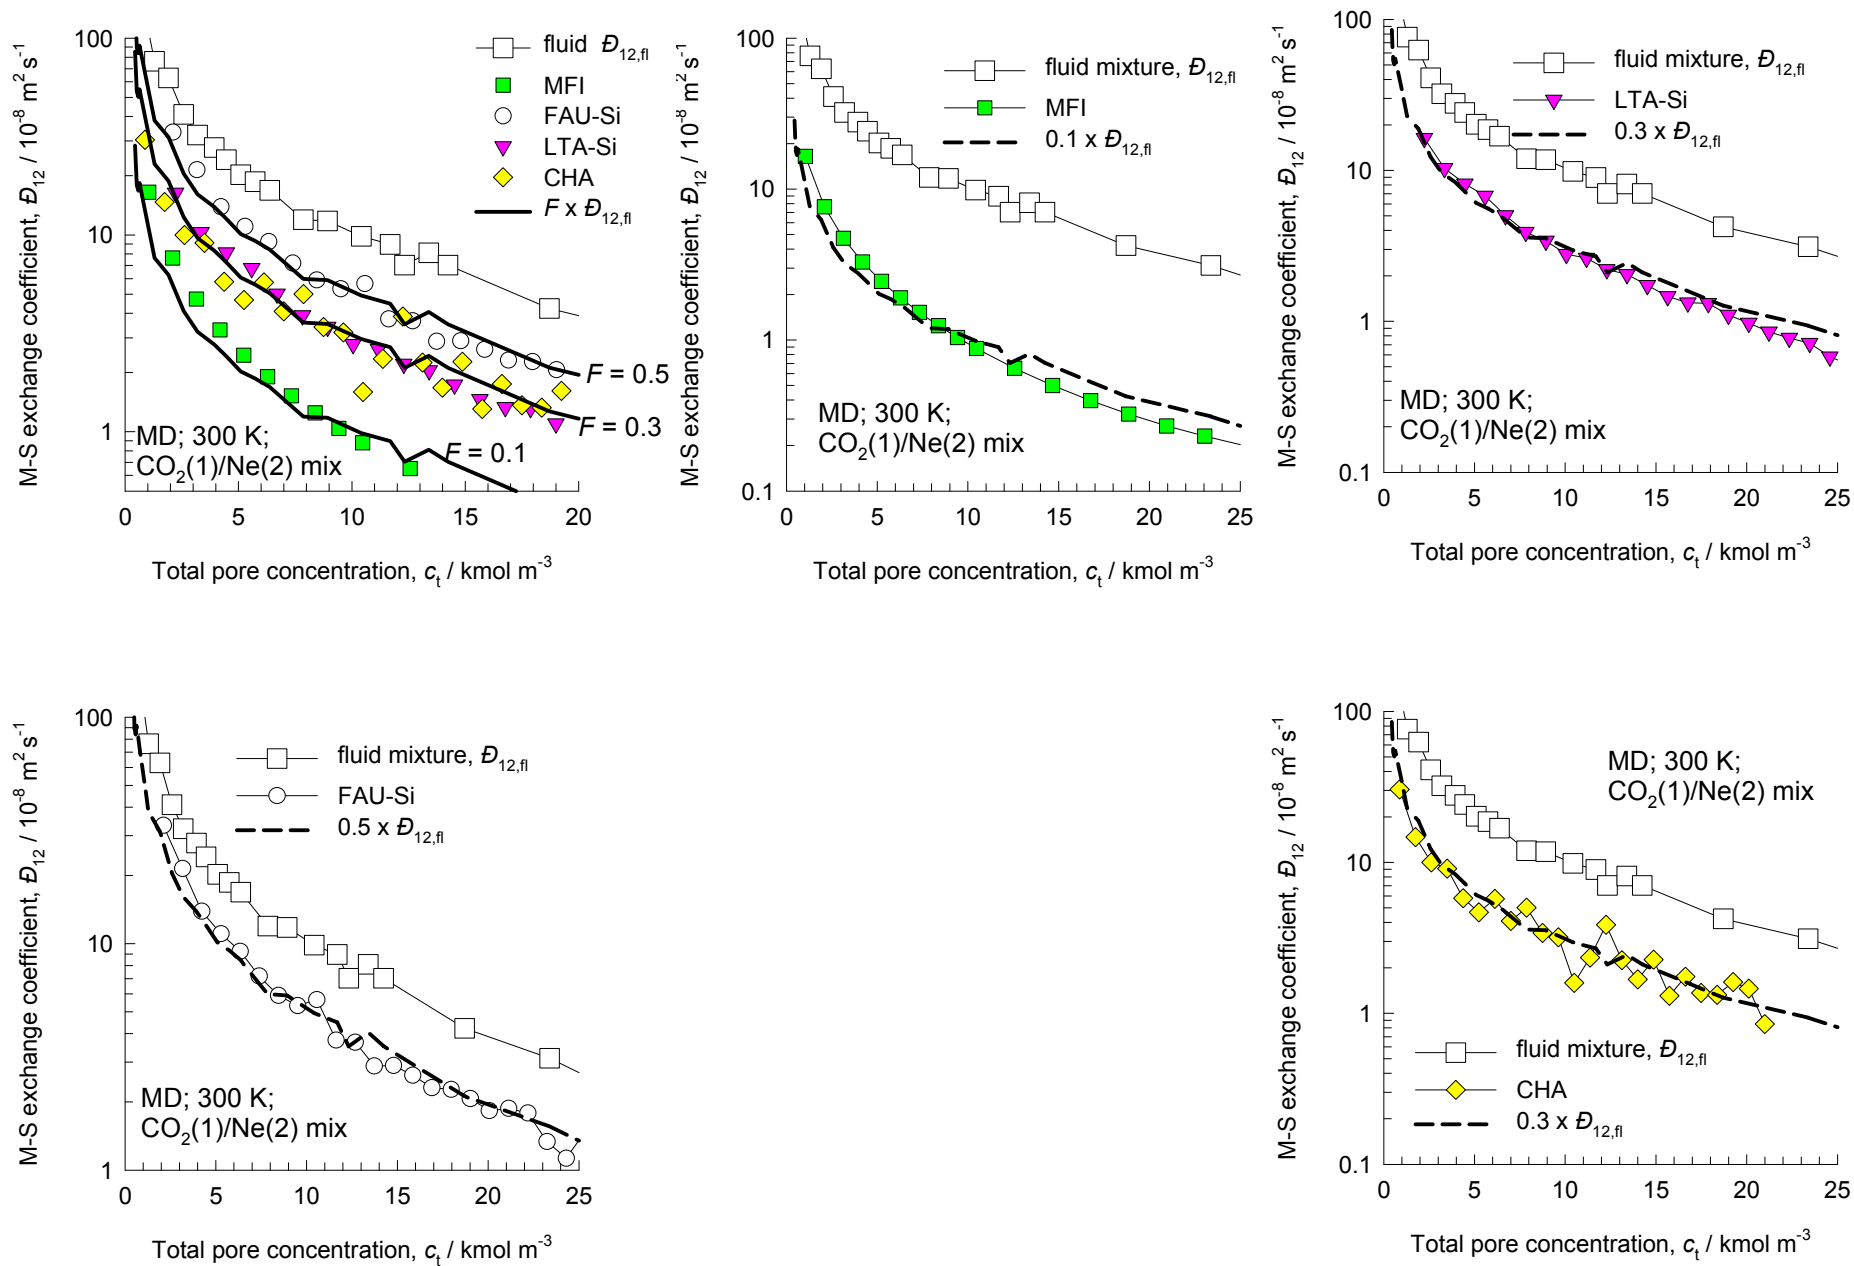 M-S exchange coefficient, Đ12 / 10-8 m2 s-1
100
10
1
fluid Đ12,fl
MFI
FAU-Si
LTA-Si
CHA
F x Đ12,fl
F = 0.5
F = 0.3
F = 0.1
MD; 300 K;
CO2(1)/Ne(2) mix
0 5 10 15 20
Total pore concentration, ct / kmol m-3
M-S exchange coefficient, Đ12 / 10-8 m2 s-1
100
10
1
0.1
fluid mixture, Đ12,fl
MFI
0.1 x Đ12,fl
MD; 300 K;
CO2(1)/Ne(2) mix
0 5 10 15 20 25
Total pore concentration, ct / kmol m-3
M-S exchange coefficient, Đ12 / 10-8 m2 s-1
100
10
1
0.1
fluid mixture, Đ12,fl
LTA-Si
0.3 x Đ12,fl
MD; 300 K;
CO2(1)/Ne(2) mix
0 5 10 15 20 25
Total pore concentration, ct / kmol m-3
M-S exchange coefficient, Đ12 / 10-8 m2 s-1
100
10
1
fluid mixture, Đ12,fl
FAU-Si
0.5 x Đ12,fl
MD; 300 K;
CO2(1)/Ne(2) mix
0 5 10 15 20 25
Total pore concentration, ct / kmol m-3
M-S exchange coefficient, Đ12 / 10-8 m2 s-1
100
10
1
0.1
MD; 300 K;
CO2(1)/Ne(2) mix
fluid mixture, Đ12,fl
CHA
0.3 x Đ12,fl
0 5 10 15 20 25
Total pore concentration, ct / kmol m-3